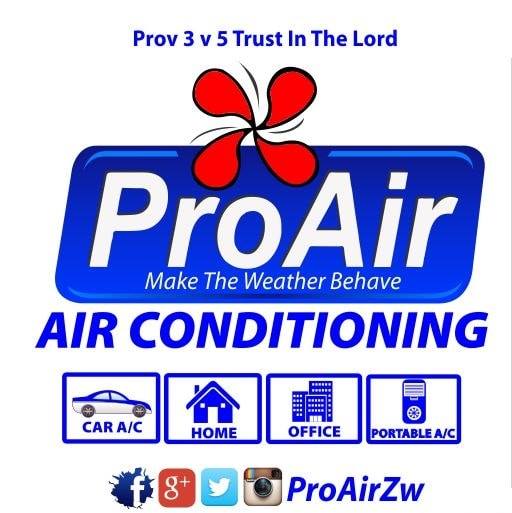 Prov 3 v 5 Trust In The Lord
ProAir
Make The Weather Behave
AIR CONDITIONING
CAR A/C
HOME
OFFICE
PORTABLE A/C
f g+ ProAirZw